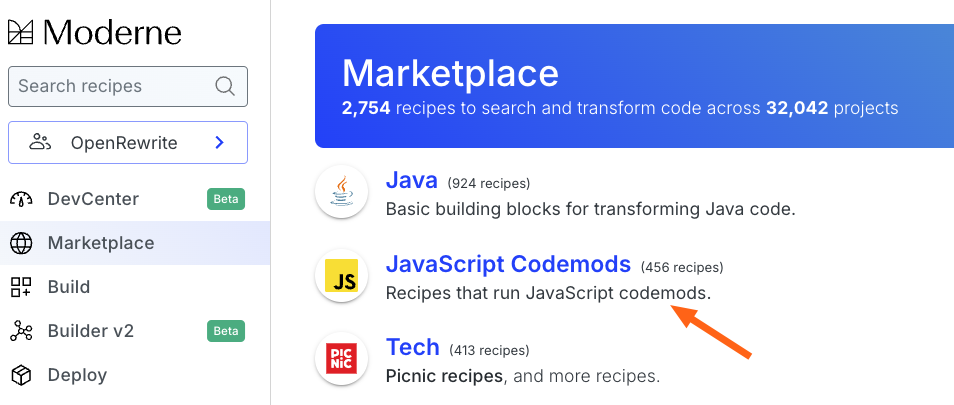 Moderne
Search recipes
OpenRewrite
DevCenter Beta
Marketplace
Build
Builder v2 Beta
Deploy
Marketplace
2,754 recipes to search and transform code across 32,042 projects
Java (924 recipes)
Basic building blocks for transforming Java code.
JS
JavaScript Codemods (456 recipes)
Recipes that run JavaScript codemods.
PIC
NIC
Tech (413 recipes)
Picnic recipes, and more recipes.